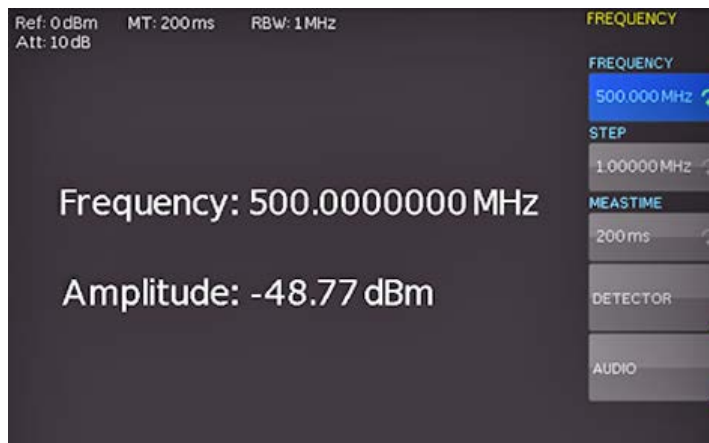 Ref: 0 dBm MT: 200 ms RBW: 1 MHz
Att: 10 dB
Frequency: 500.0000000 MHz
Amplitude: -48.77 dBm
FREQUENCY
FREQUENCY
500.000 MHz
STEP
1.00000 MHz
MEASTIME
200 ms
DETECTOR
AUDIO